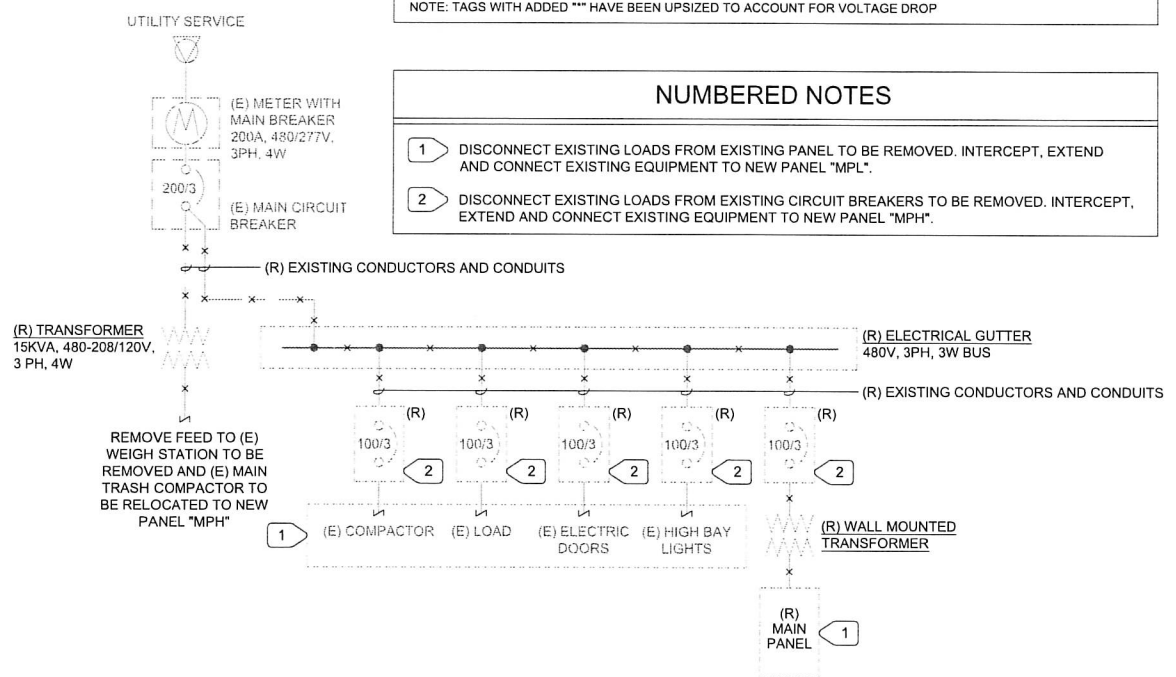 NOTE: TAGS WITH ADDED "*" HAVE BEEN UPSIZED TO ACCOUNT FOR VOLTAGE DROP
UTILITY SERVICE
M
(E) METER WITH
MAIN BREAKER
200A, 480/277V,
3PH, 4W
200/3
(E) MAIN CIRCUIT
BREAKER
NUMBERED NOTES
1 DISCONNECT EXISTING LOADS FROM EXISTING PANEL TO BE REMOVED. INTERCEPT, EXTEND
AND CONNECT EXISTING EQUIPMENT TO NEW PANEL "MPL".
2 DISCONNECT EXISTING LOADS FROM EXISTING CIRCUIT BREAKERS TO BE REMOVED. INTERCEPT,
EXTEND AND CONNECT EXISTING EQUIPMENT TO NEW PANEL "MPH".
(R) EXISTING CONDUCTORS AND CONDUITS
(R) TRANSFORMER
15KVA, 480-208/120V,
3 PH, 4W
(R) ELECTRICAL GUTTER
480V, 3PH, 3W BUS
(R) EXISTING CONDUCTORS AND CONDUITS
REMOVE FEED TO (E)
WEIGH STATION TO BE
REMOVED AND (E) MAIN
TRASH COMPACTOR TO
BE RELOCATED TO NEW
PANEL "MPH"
(R) (R) (R) (R) (R)
100/3 100/3 100/3 100/3 100/3
2 2 2 2 2
1
(E) COMPACTOR
(E) LOAD
(E) ELECTRIC
DOORS
(E) HIGH BAY
LIGHTS
(R) WALL MOUNTED
TRANSFORMER
(R)
MAIN
PANEL
1